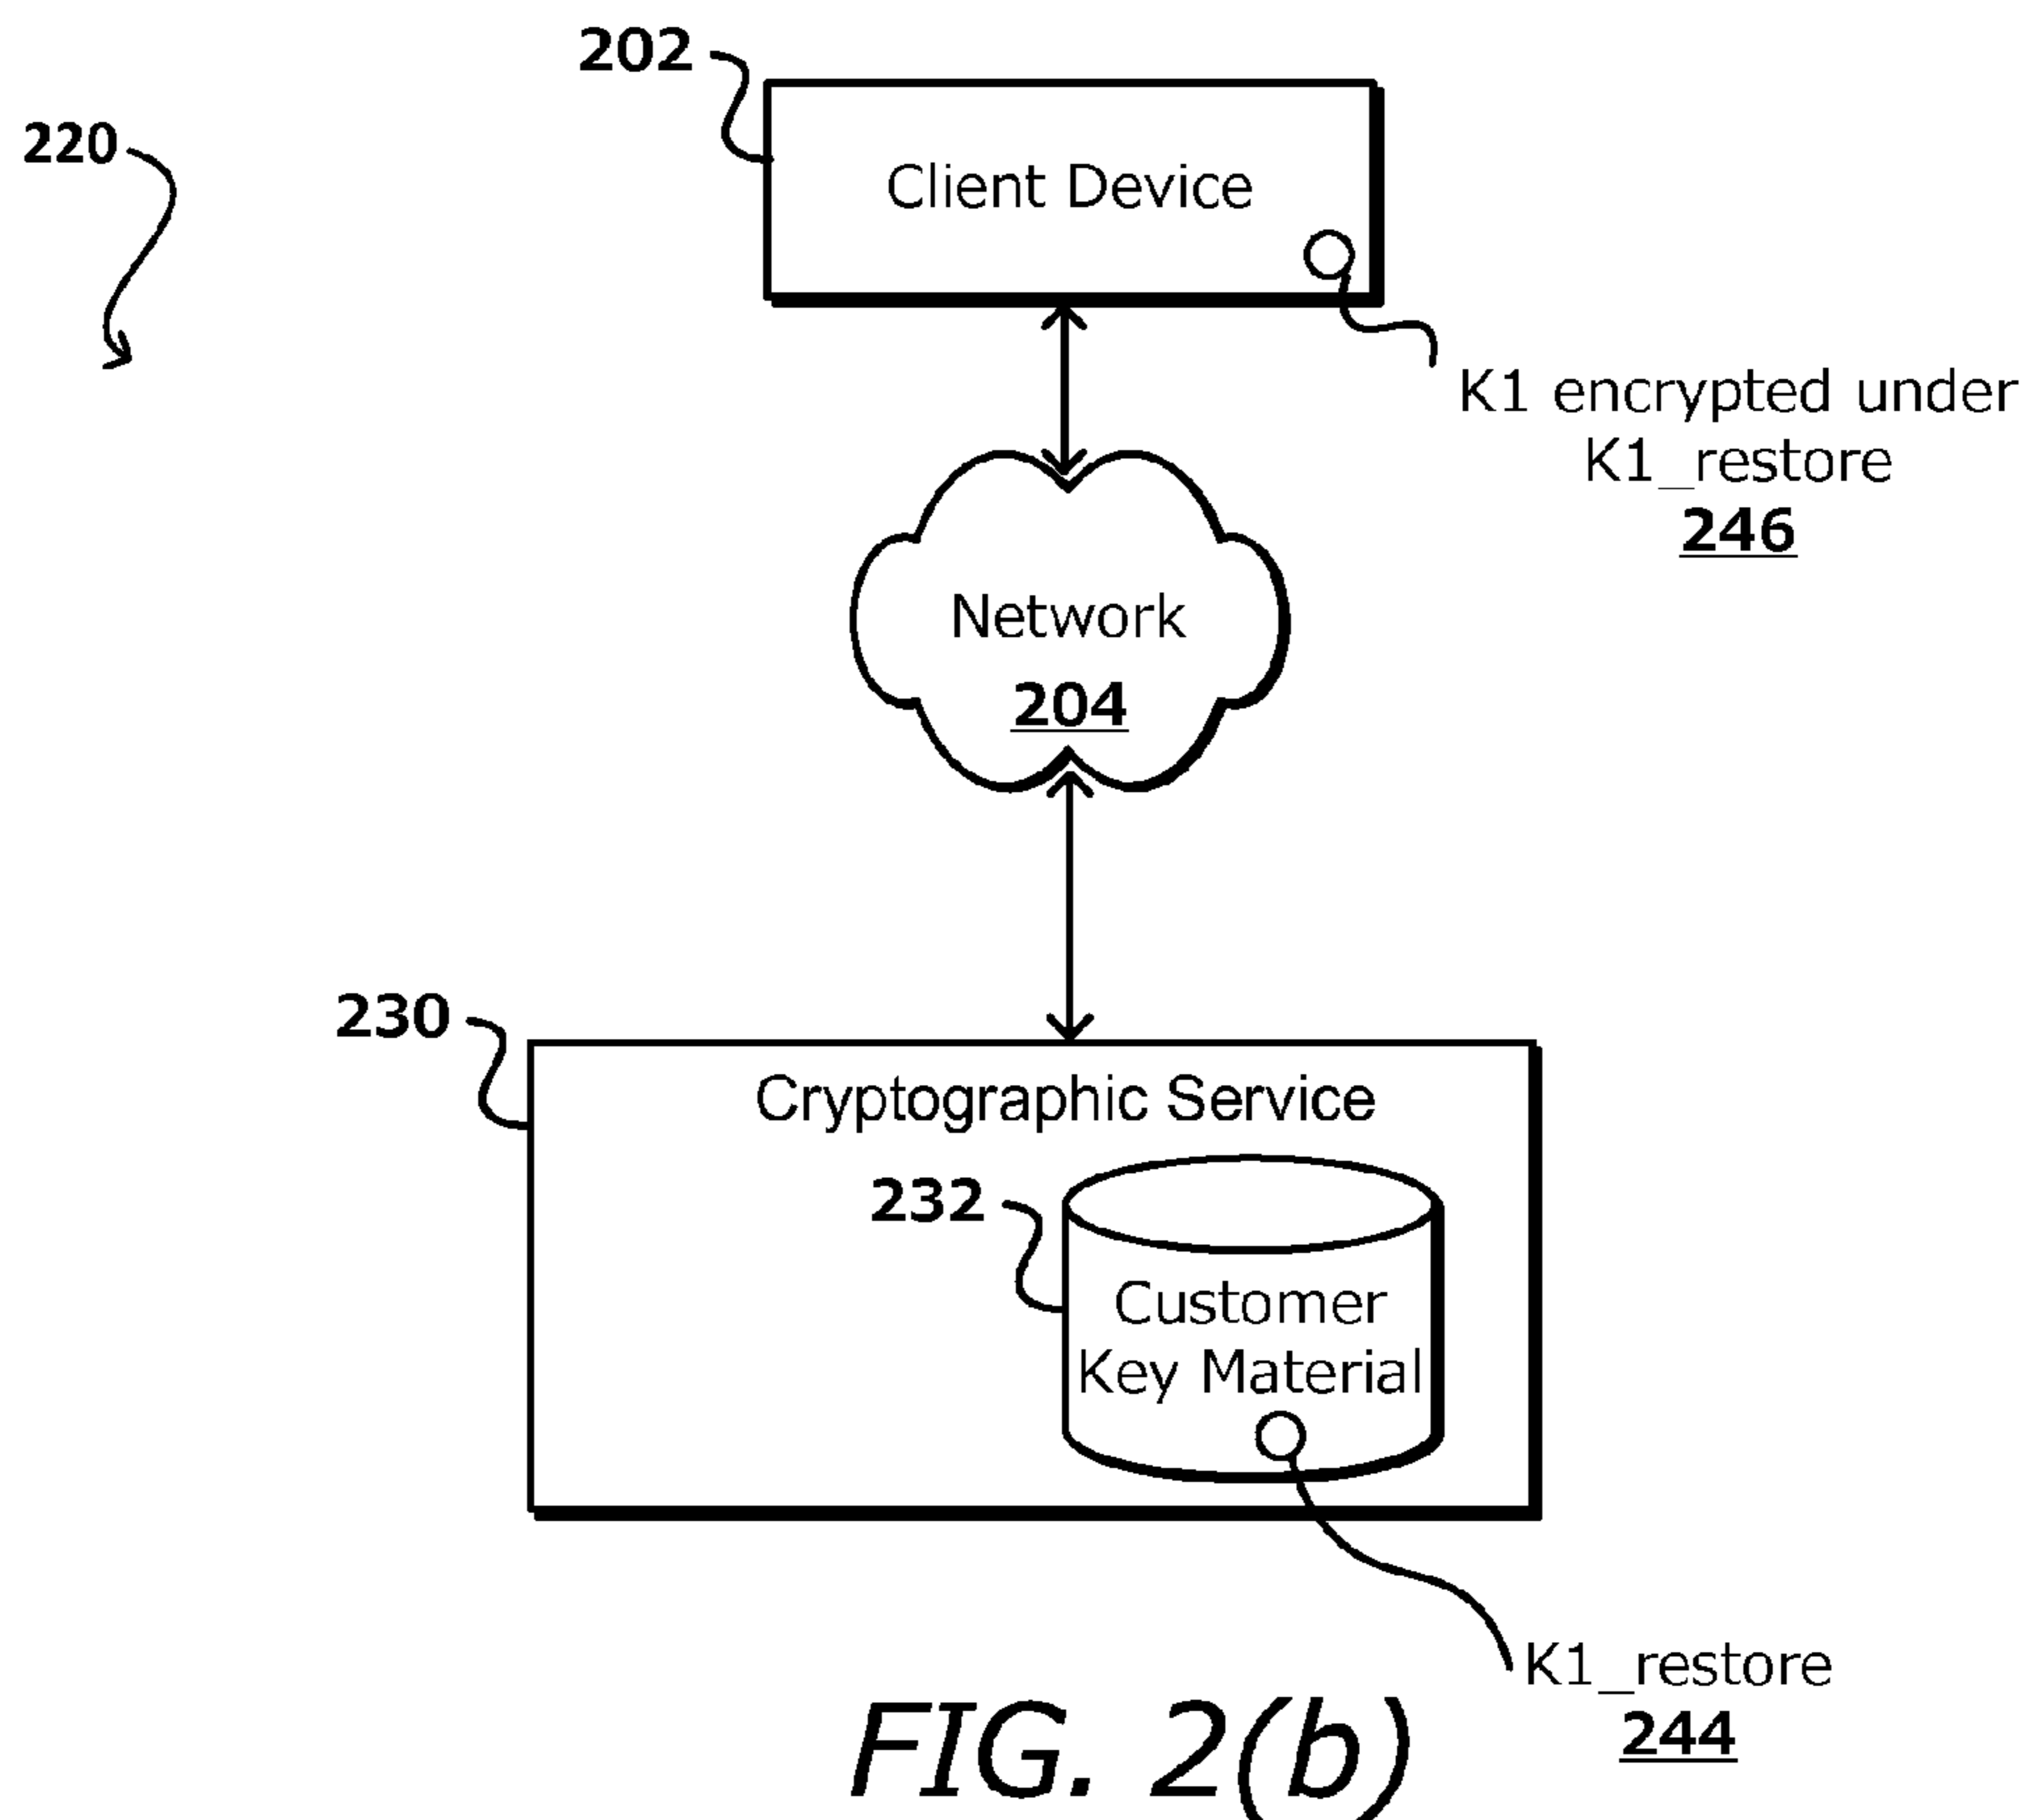 202
220
Client Device
K1 encrypted under
K1_restore
246
Network
204
230
Cryptographic Service
232
Customer
Key Material
K1_restore
244
FIG. 2(b)